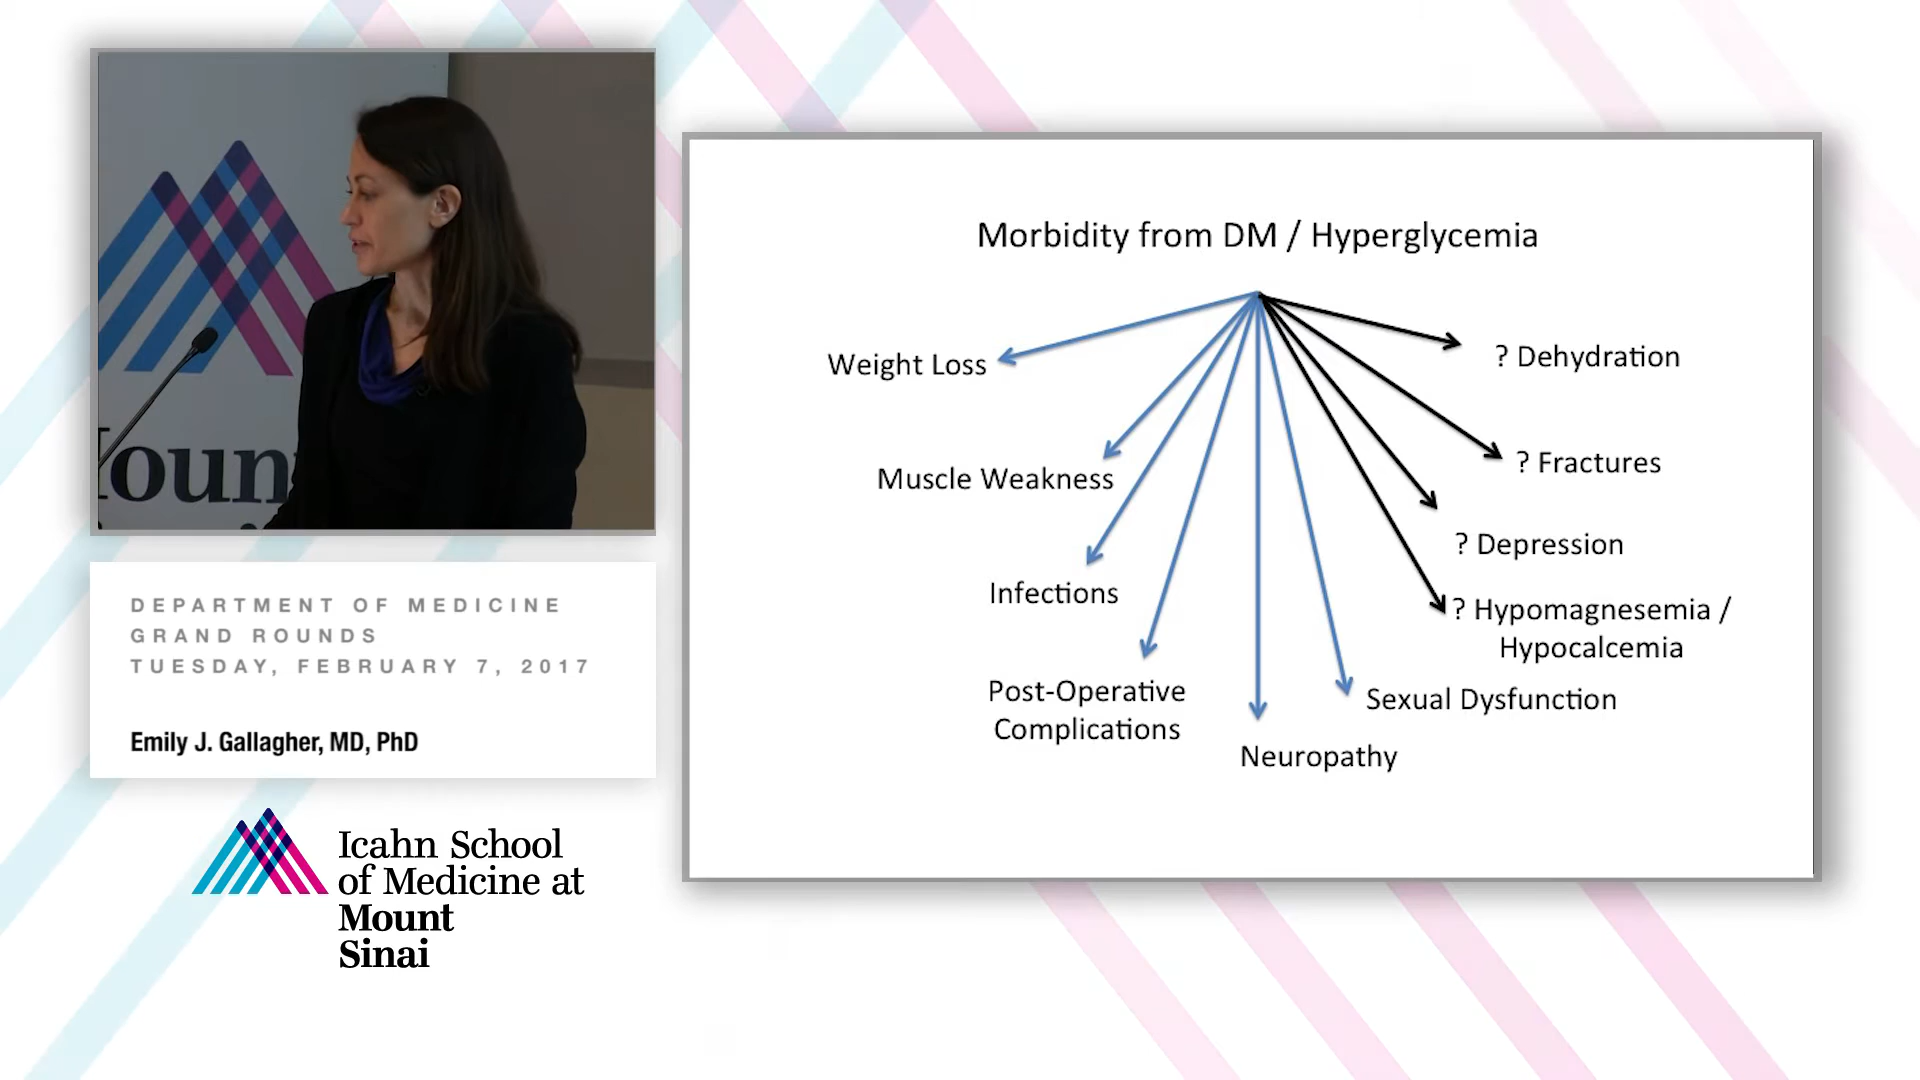 oun
DEPARTMENT OF MEDICINE
GRAND ROUNDS
TUESDAY, FEBRUARY 7, 2017
Emily J. Gallagher, MD, PhD
Icahn School
of Medicine at
Mount
Sinai
Morbidity from DM / Hyperglycemia
Weight Loss
Muscle Weakness
Infections
Post-Operative
Complications
Neuropathy
Sexual Dysfunction
? Hypomagnesemia /
Hypocalcemia
? Depression
? Fractures
? Dehydration